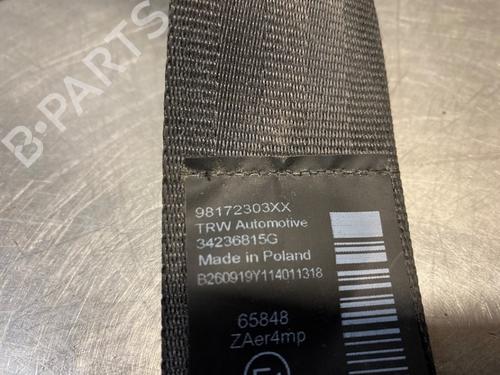 98172303XX
TRW Automotive
34236815G
Made in Poland
B260919Y114011318
65848
ZAer4mp
B-PARTS